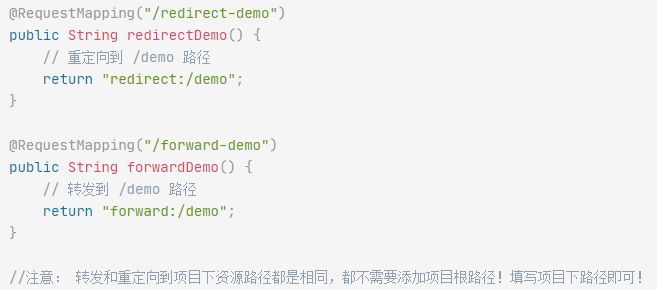 @RequestMapping("/redirect-demo")
public String redirectDemo() {
    // 重定向到 /demo 路径
    return "redirect:/demo";
}

@RequestMapping("/forward-demo")
public String forwardDemo() {
    // 转发到 /demo 路径
    return "forward:/demo";
}

//注意： 转发和重定向到项目下资源路径都是相同，都不需要添加项目根路径！填写项目下路径即可！